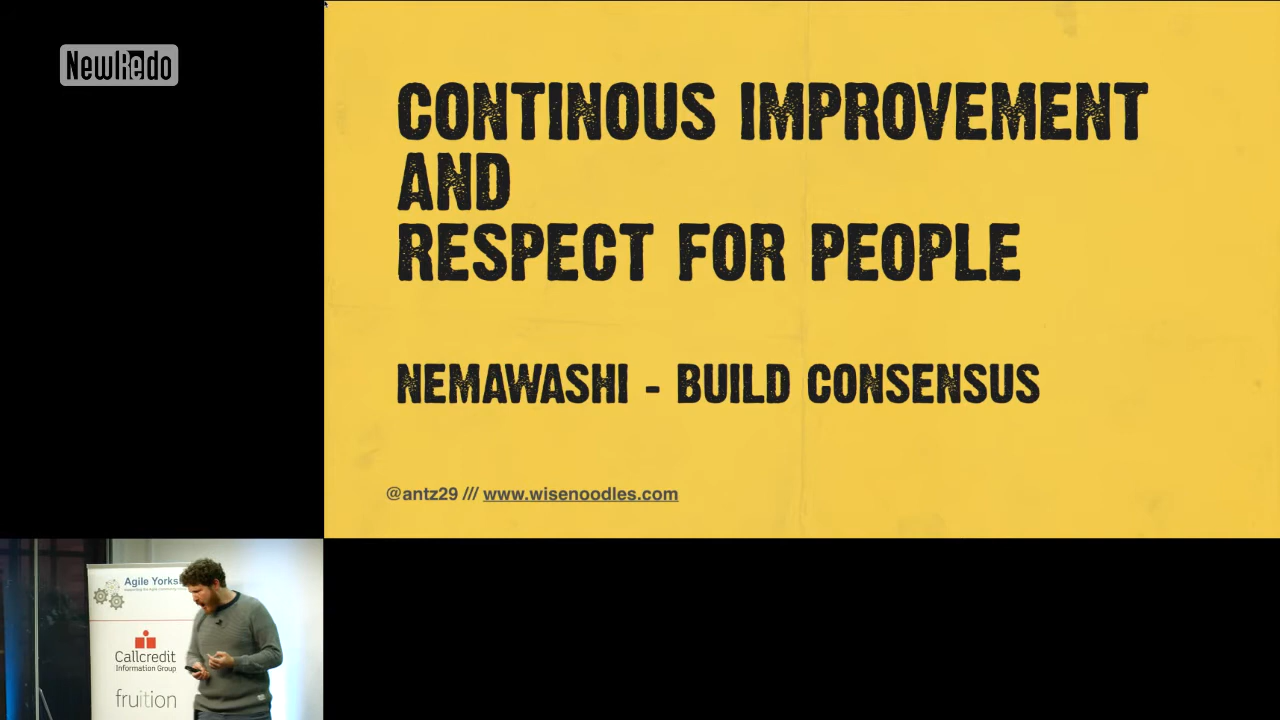 NewRedo
CONTINOUS IMPROVEMENT
AND
RESPECT FOR PEOPLE
NEMAWASHI - BUILD CONSENSUS
@antz29 /// www.wisenoodles.com
Agile Yorks
Callcredit
Information Group
fruition